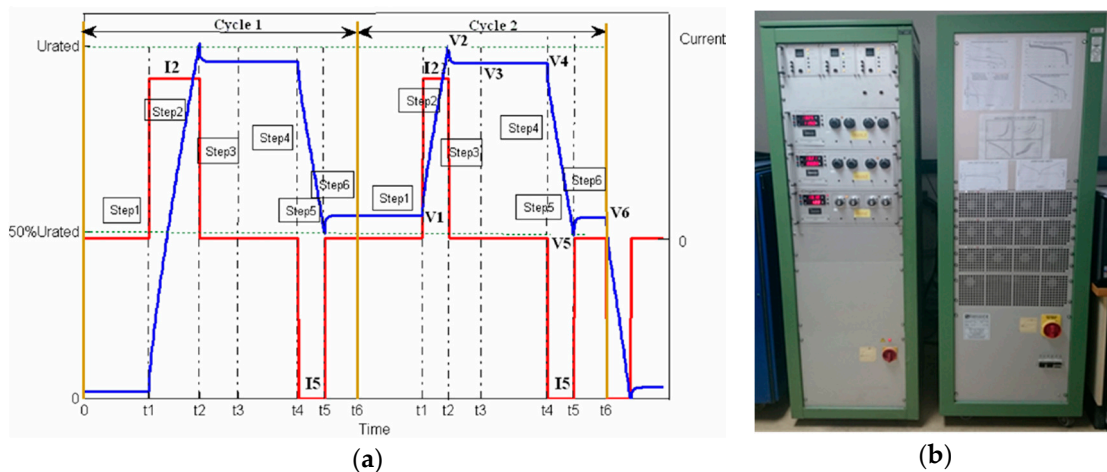 Cycle 1 Cycle 2
Urated
Current
V2
I2 I2
V3 V4
Step2 Step2
Step3 Step4 Step3 Step4
Step6 Step6
Step1 Step5 Step1 Step5
V1 V6
50%Urated
V5
0
I5 I5
0
0 t1 t2 t3 t4 t5 t6 t1 t2 t3 t4 t5 t6
Time
(a) (b)